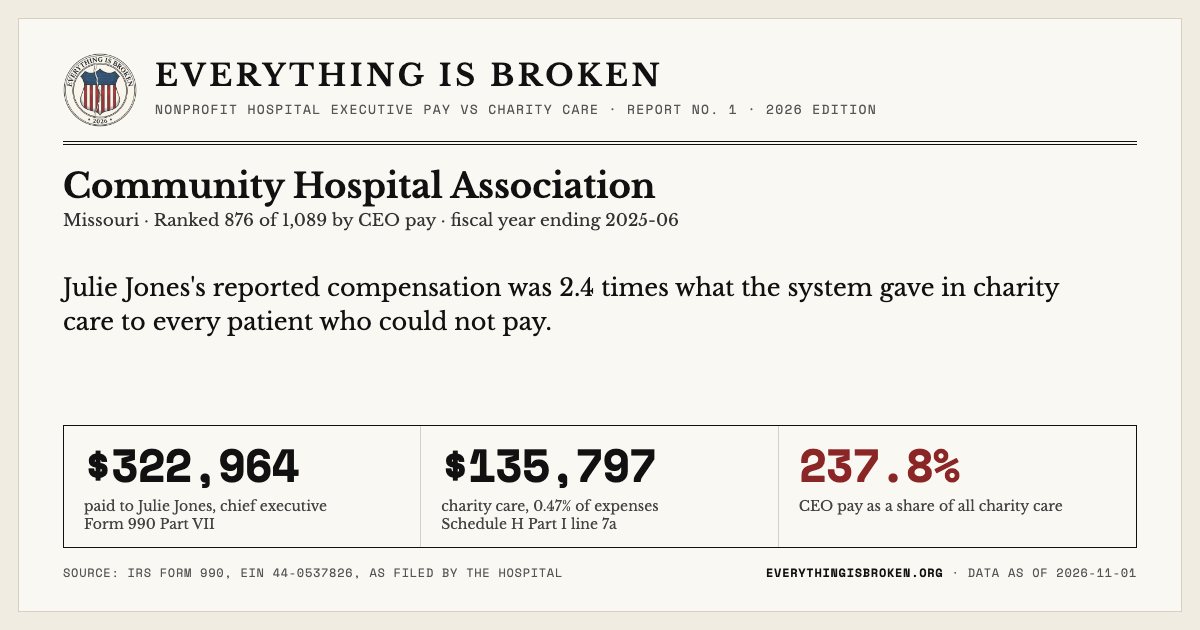 EVERYTHING IS BROKEN
2026
EVERYTHING IS BROKEN
NONPROFIT HOSPITAL EXECUTIVE PAY VS CHARITY CARE · REPORT NO. 1 · 2026 EDITION
Community Hospital Association
Missouri · Ranked 876 of 1,089 by CEO pay · fiscal year ending 2025-06
Julie Jones's reported compensation was 2.4 times what the system gave in charity
care to every patient who could not pay.
$322,964
paid to Julie Jones, chief executive
Form 990 Part VII
$135,797
charity care, 0.47% of expenses
Schedule H Part I line 7a
237.8%
CEO pay as a share of all charity care
SOURCE: IRS FORM 990, EIN 44-0537826, AS FILED BY THE HOSPITAL
EVERYTHINGISBROKEN.ORG · DATA AS OF 2026-11-01